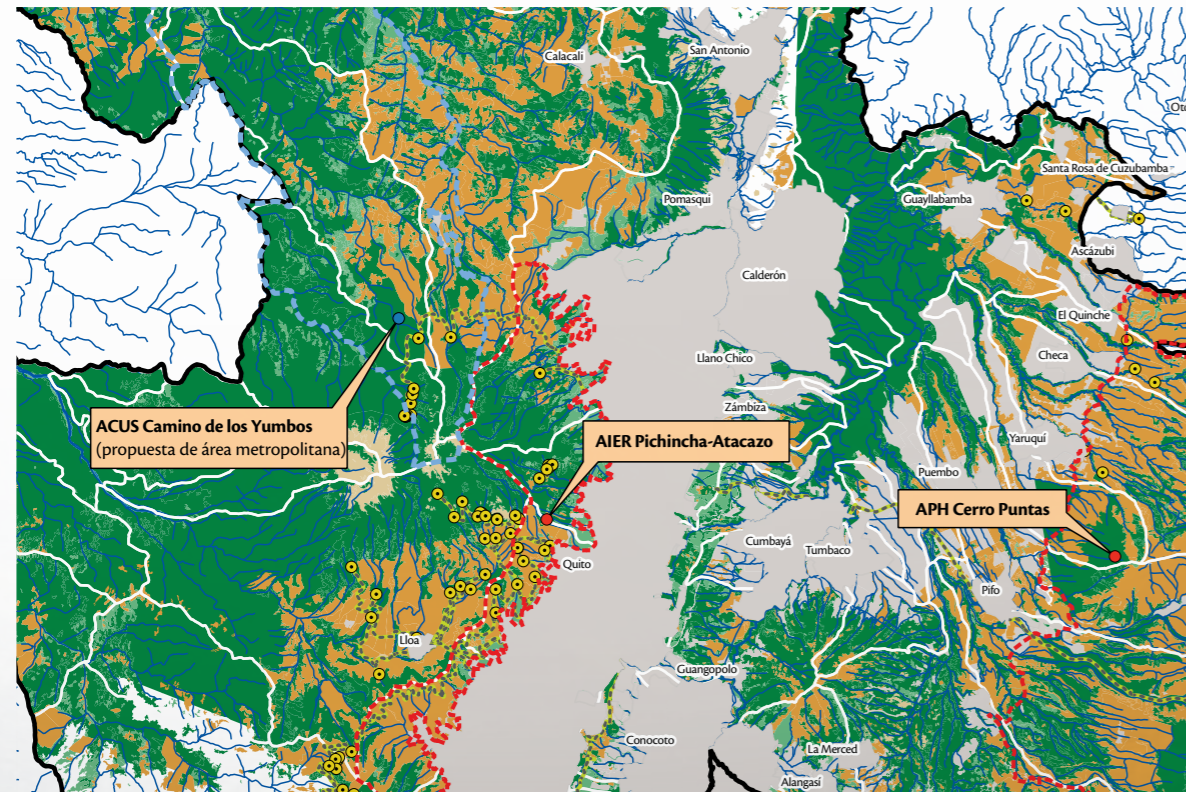 San Antonio
Calacali
Oto
Santa Rosa de Cuzubamba
Pomasqui
Guayllabamba
Ascázubi
Calderón
El Quinche
Llano Chico
Checa
Zámbiza
ACUS Camino de los Yumbos
(propuesta de área metropolitana)
AIER Pichincha-Atacazo
Yaruquí
Puembo
APH Cerro Puntas
Cumbayá
Tumbaco
Quito
Pifo
Lloa
Guangopolo
Conocoto
La Merced
Alangasí